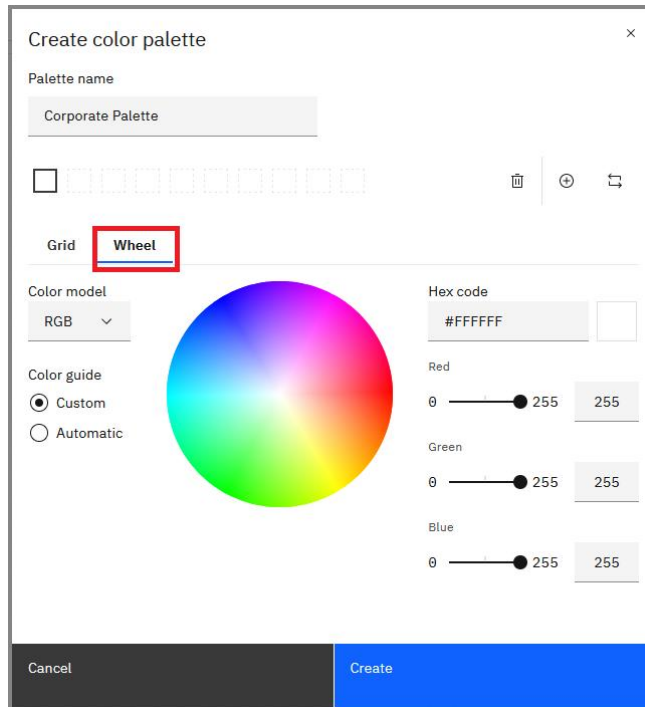 Create color palette
Palette name
Corporate Palette
Grid Wheel
Color model
RGB
Color guide
Custom
Automatic
Hex code
#FFFFFF
Red
0 255 255
Green
0 255 255
Blue
0 255 255
Cancel Create